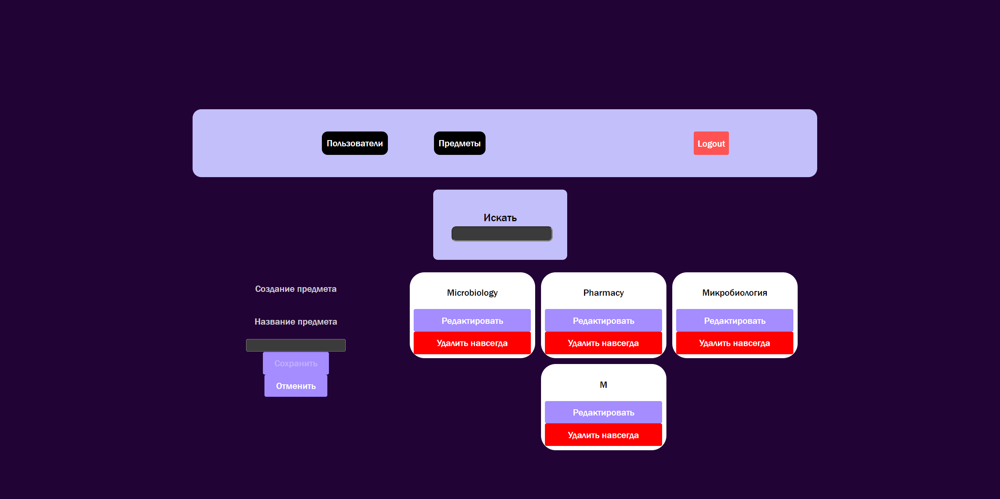 Пользователи
Предметы
Logout
Искать
Создание предмета
Название предмета
Сохранить
Отменить
Microbiology
Редактировать
Удалить навсегда
Pharmacy
Редактировать
Удалить навсегда
Микробиология
Редактировать
Удалить навсегда
М
Редактировать
Удалить навсегда